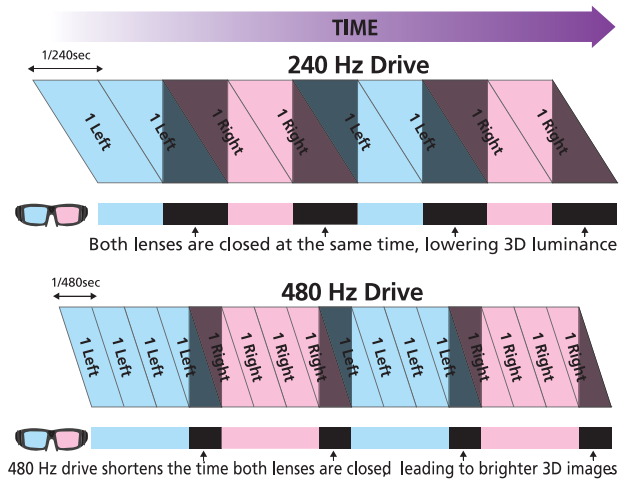 TIME
1/240sec
240 Hz Drive
1 Left
1 Left
1 Right
1 Right
1 Left
1 Left
1 Right
1 Right
Both lenses are closed at the same time, lowering 3D luminance
1/480sec
480 Hz Drive
1 Left
1 Left
1 Left
1 Left
1 Right
1 Right
1 Right
1 Right
1 Left
1 Left
1 Left
1 Left
1 Right
1 Right
1 Right
1 Right
480 Hz drive shortens the time both lenses are closed, leading to brighter 3D images